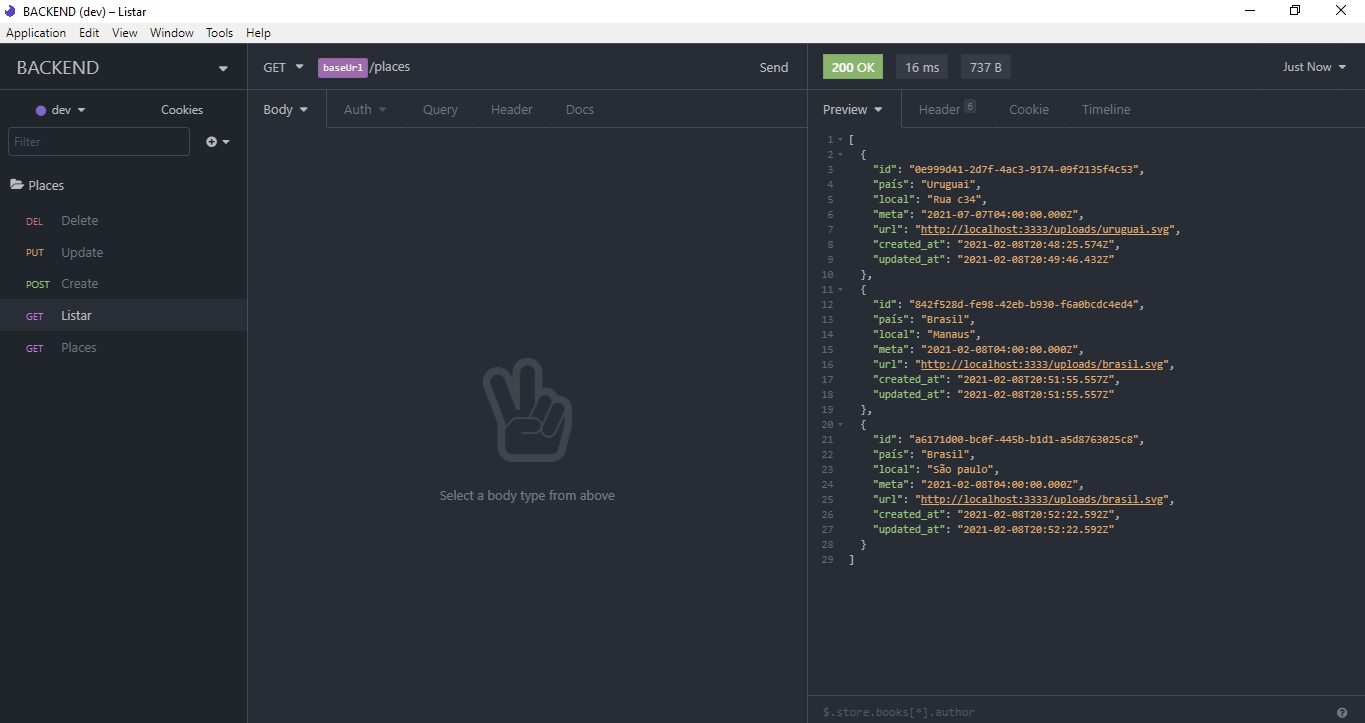 BACKEND (dev) – Listar
Application Edit View Window Tools Help
BACKEND
dev Cookies
Filter
Places
DEL Delete
PUT Update
POST Create
GET Listar
GET Places
GET baseUrl/places Send
Body Auth Query Header Docs
Select a body type from above
200 OK 16 ms 737 B Just Now
Preview Header 6 Cookie Timeline
1 [
2 {
3 "id": "0e999d41-2d7f-4ac3-9174-09f2135f4c53",
4 "país": "Uruguai",
5 "local": "Rua c34",
6 "meta": "2021-07-07T04:00:00.000Z",
7 "url": "http://localhost:3333/uploads/uruguai.svg",
8 "created_at": "2021-02-08T20:48:25.574Z",
9 "updated_at": "2021-02-08T20:49:46.432Z"
10 },
11 {
12 "id": "842f528d-fe98-42eb-b930-f6a0bcdc4ed4",
13 "país": "Brasil",
14 "local": "Manaus",
15 "meta": "2021-02-08T04:00:00.000Z",
16 "url": "http://localhost:3333/uploads/brasil.svg",
17 "created_at": "2021-02-08T20:51:55.557Z",
18 "updated_at": "2021-02-08T20:51:55.557Z"
19 },
20 {
21 "id": "a6171d00-bc0f-445b-b1d1-a5d8763025c8",
22 "país": "Brasil",
23 "local": "São paulo",
24 "meta": "2021-02-08T04:00:00.000Z",
25 "url": "http://localhost:3333/uploads/brasil.svg",
26 "created_at": "2021-02-08T20:52:22.592Z",
27 "updated_at": "2021-02-08T20:52:22.592Z"
28 }
29 ]
$.store.books[*].author